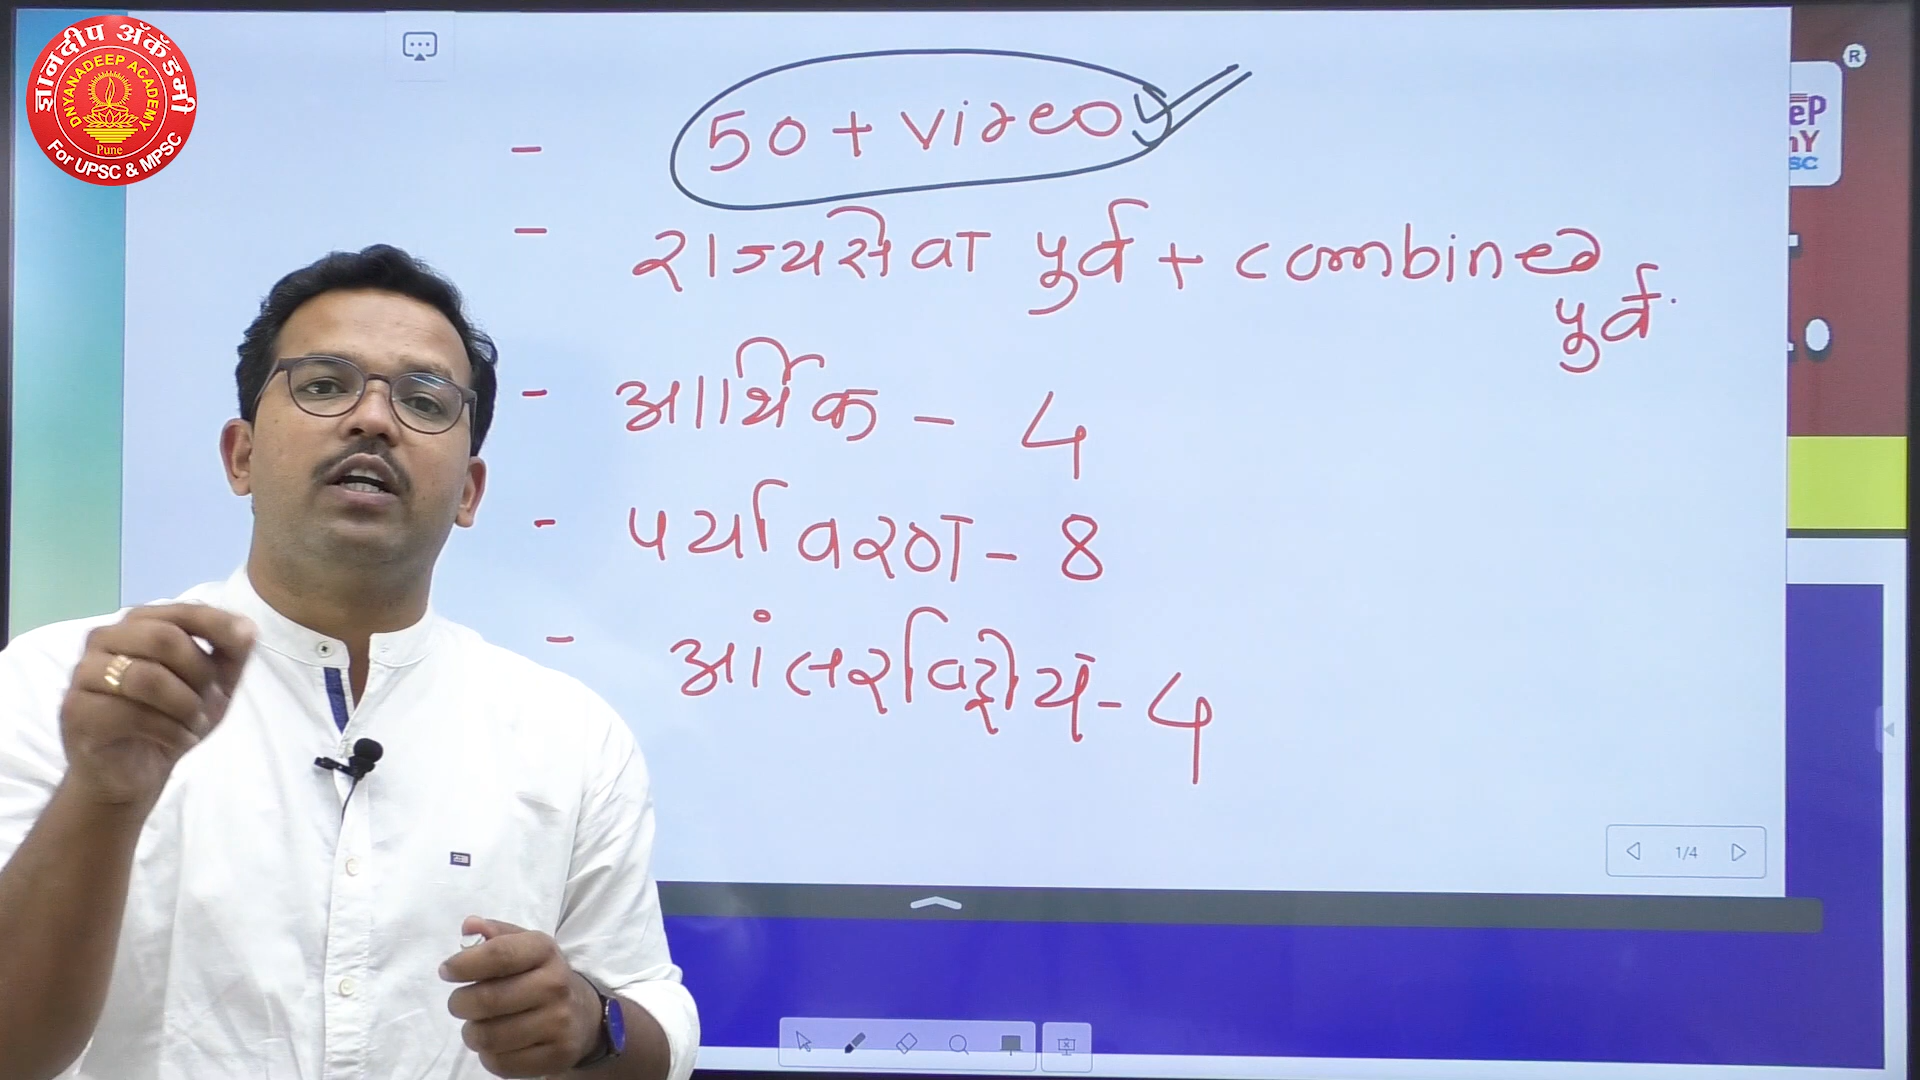 ज्ञानदीप ॲकॅडमी
DNYANADEEP ACADEMY
Pune
For UPSC & MPSC
- 50 + video
- राज्यसेवा पूर्व + combined
पूर्व
- आर्थिक - 4
- पर्यावरण - 8
- 4
1/4
R